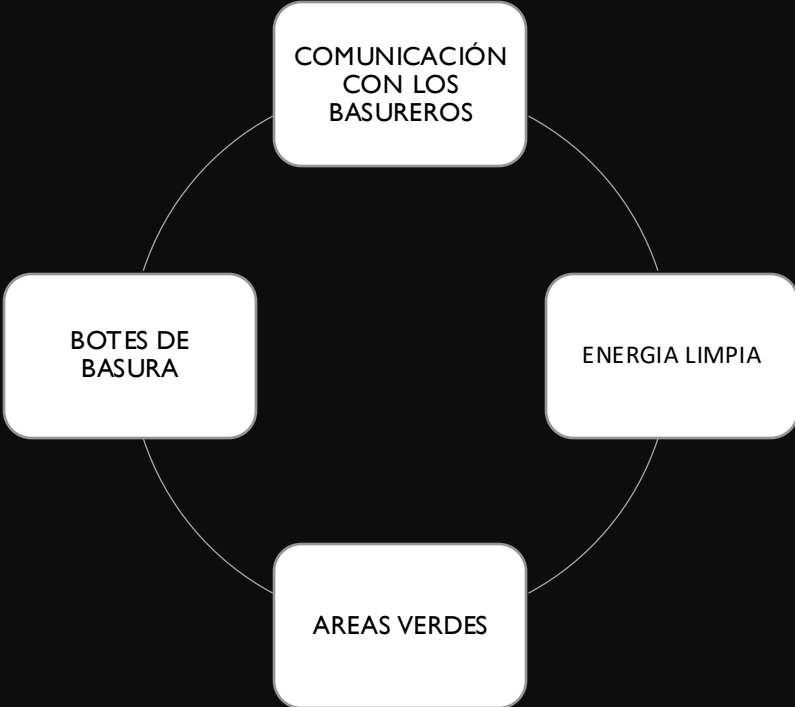 COMUNICACIÓN
CON LOS
BASUREROS
BOTES DE
BASURA
ENERGIA LIMPIA
AREAS VERDES